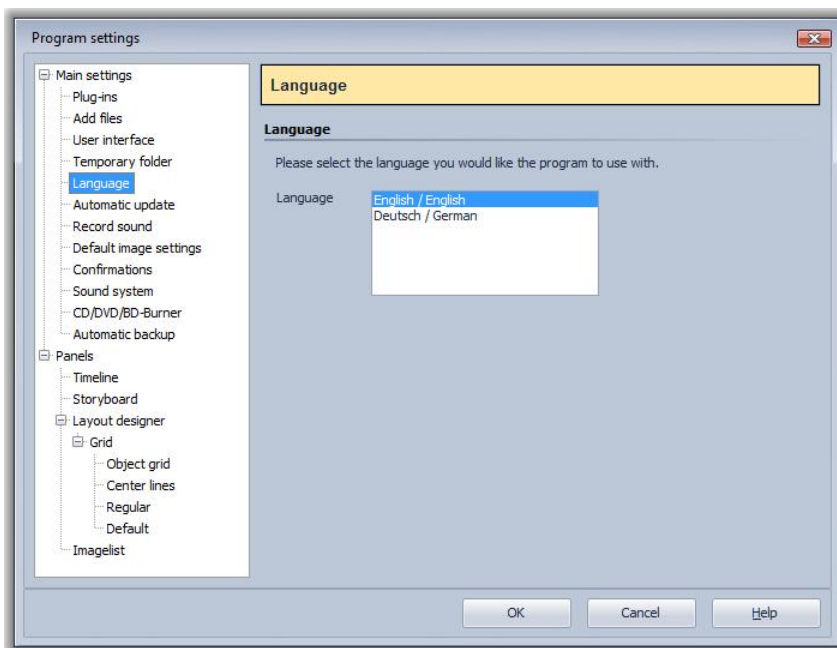 Program settings
Main settings
Plug-ins
Add files
User interface
Temporary folder
Language
Automatic update
Record sound
Default image settings
Confirmations
Sound system
CD/DVD/BD-Burner
Automatic backup
Panels
Timeline
Storyboard
Layout designer
Grid
Object grid
Center lines
Regular
Default
Imagelist
Language
Language
Please select the language you would like the program to use with.
Language
English / English
Deutsch / German
OK
Cancel
Help